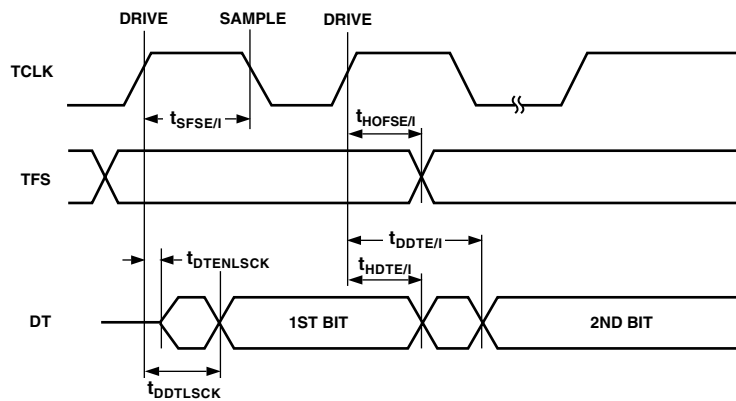 DRIVE SAMPLE DRIVE
TCLK
tSFSE/I
tHOFSE/I
TFS
tDDTE/I
tDTENLSCK
tHDTE/I
DT
1ST BIT
2ND BIT
tDDTLSCK